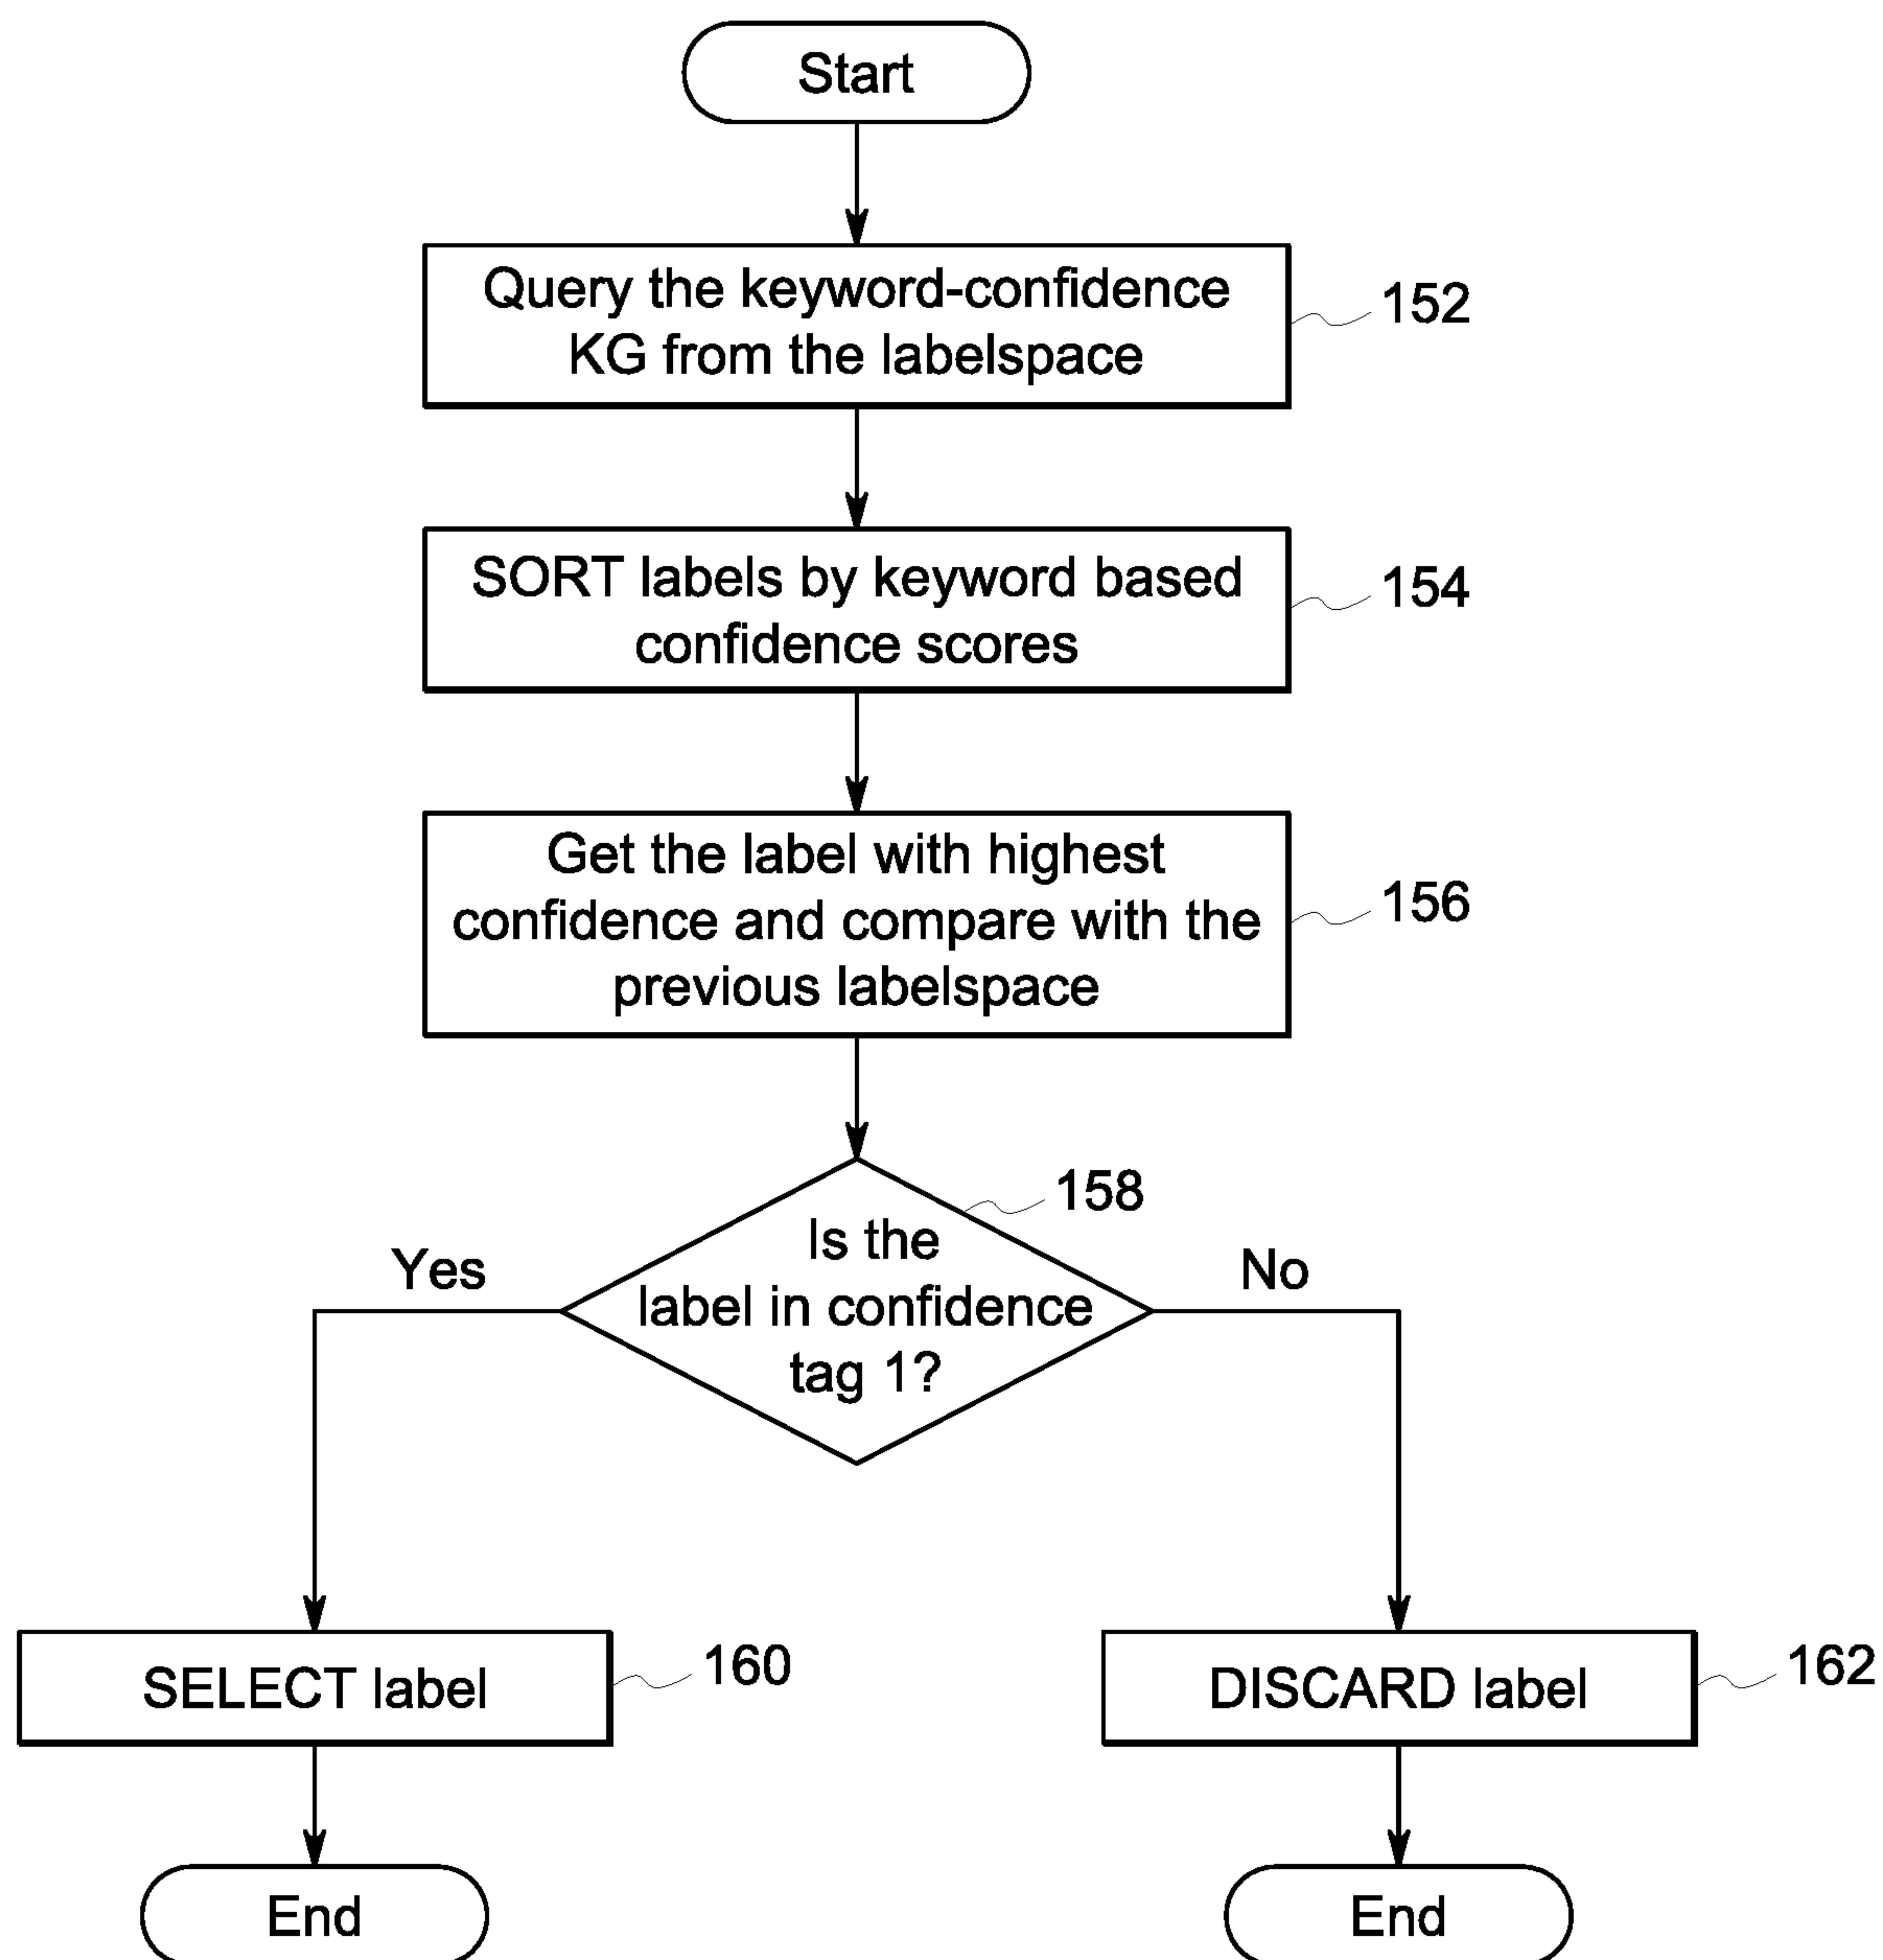 Start
Query the keyword-confidence
KG from the labelspace
152
SORT labels by keyword based
confidence scores
154
Get the label with highest
confidence and compare with the
previous labelspace
156
158
Is the
label in confidence
tag 1?
Yes
No
SELECT label
160
DISCARD label
162
End
End